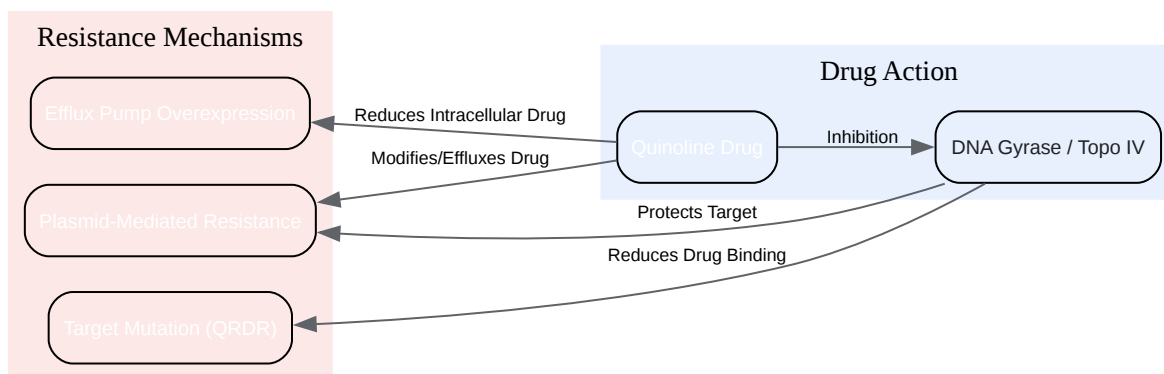 Resistance Mechanisms
Efflux Pump Overexpression
Plasmid-Mediated Resistance
Target Mutation (QRDR)
Reduces Intracellular Drug
Modifies/Effluxes Drug
Protects Target
Reduces Drug Binding
Drug Action
Quinoline Drug
Inhibition
DNA Gyrase / Topo IV